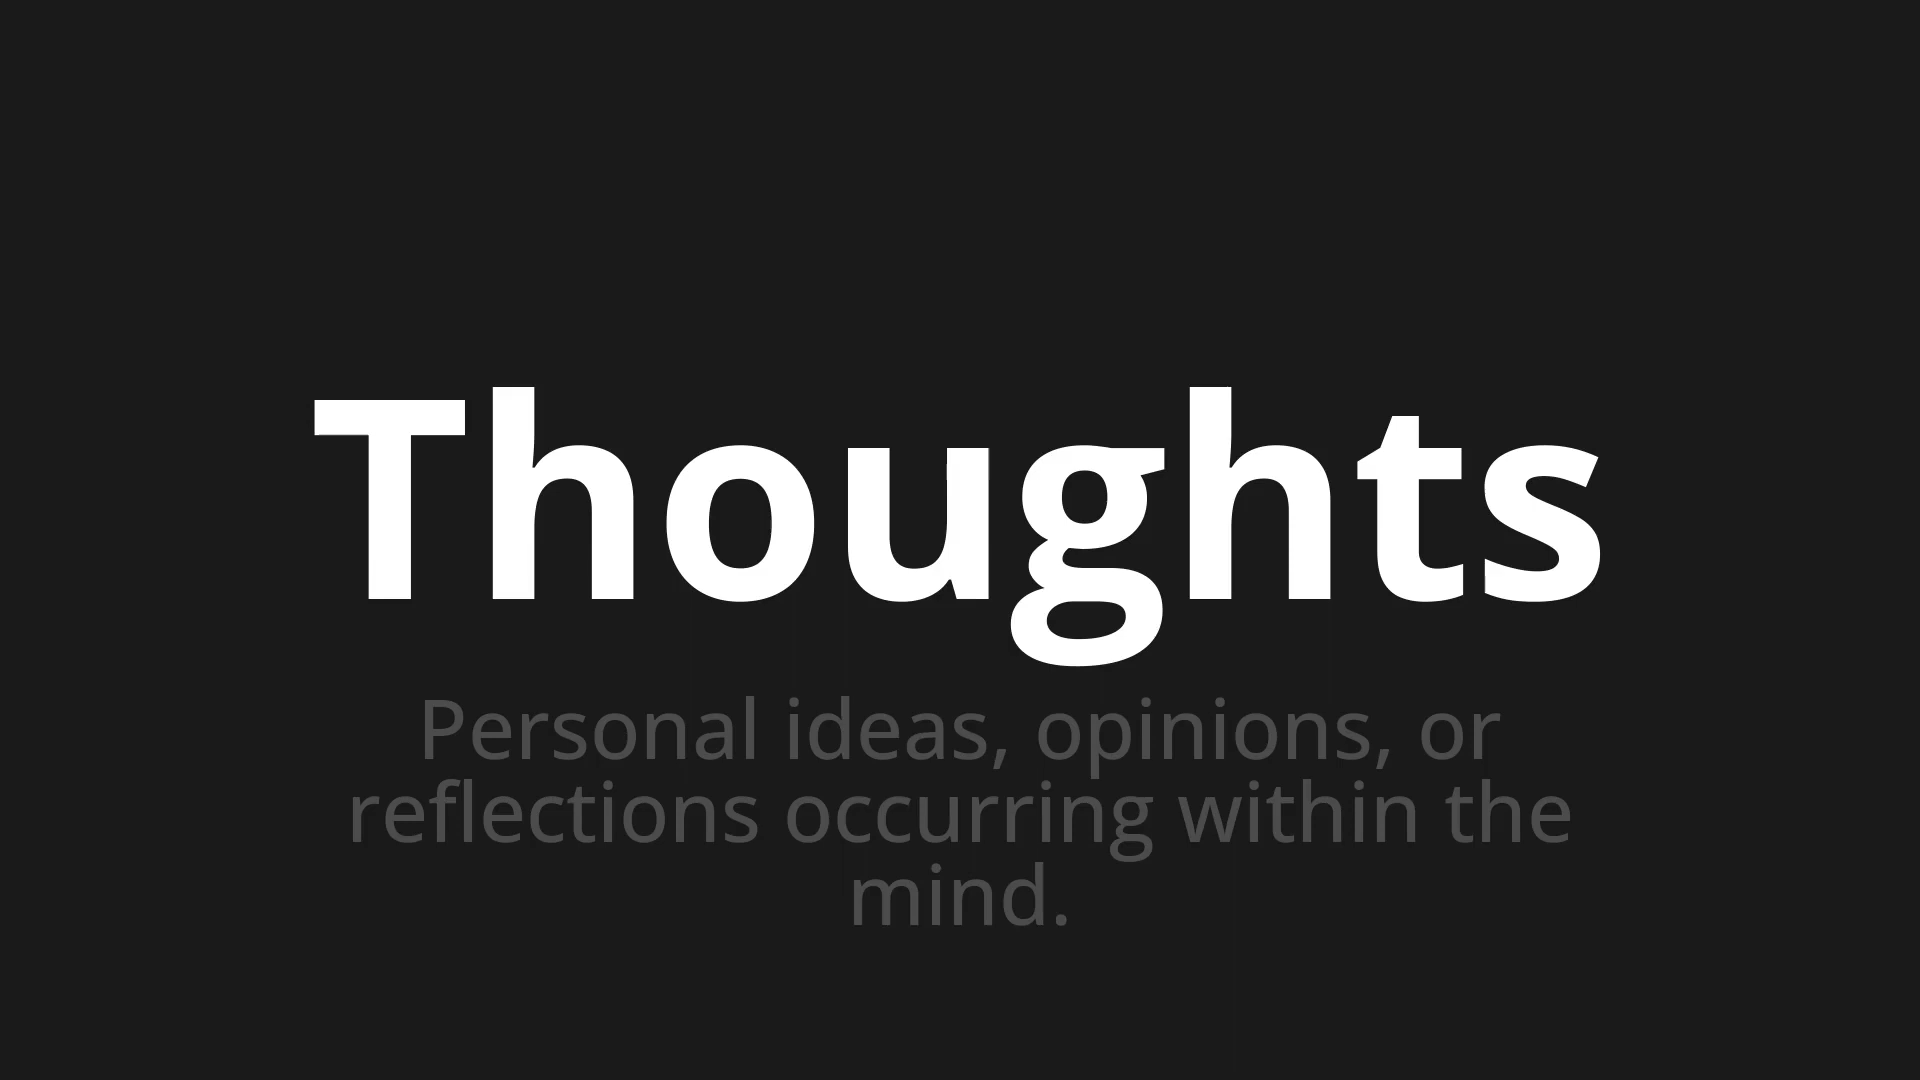 Thoughts
Personal ideas, opinions, or
reflections occurring within the
mind.